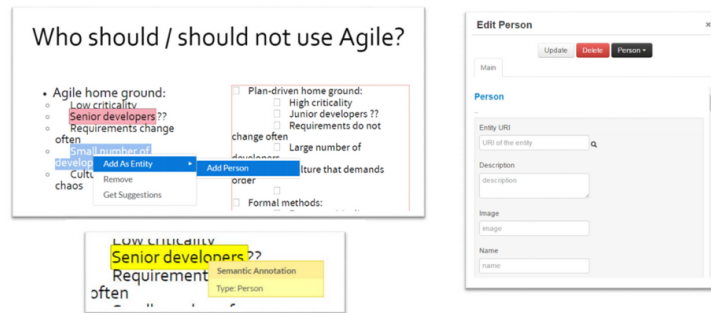 Who should / should not use Agile?
• Agile home ground:
Low criticality
Senior developers ??
Requirements change
often
Small number of
develop
Cultu
chaos
Add As Entity
Remove
Get Suggestions
Add Person
Plan-driven home ground:
High criticality
Junior developers ??
Requirements do not
change often
Large number of
developers
lture that demands
order
Formal methods:
Low criticality
Senior developers ??
Requirement
often
Semantic Annotation
Type: Person
Edit Person
×
Update Delete Person
Main
Person
Entity URI
URI of the entity
Description
description
Image
image
Name
name